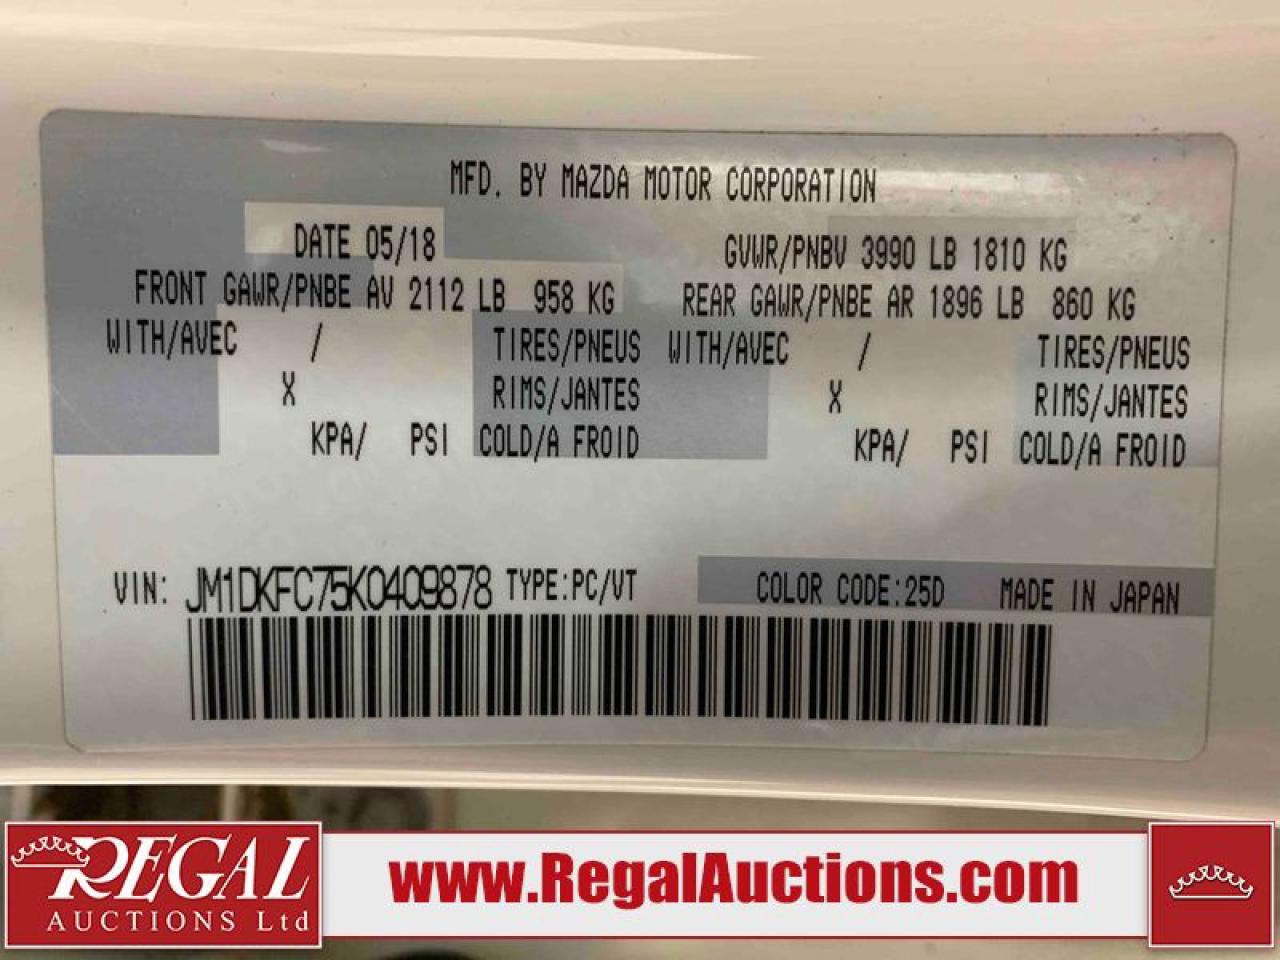 MFD. BY MAZDA MOTOR CORPORATION
DATE 05/18 GVWR/PNBV 3990 LB 1810 KG
FRONT GAWR/PNBE AV 2112 LB 958 KG REAR GAWR/PNBE AR 1896 LB 860 KG
WITH/AVEC / TIRES/PNEUS WITH/AVEC / TIRES/PNEUS
X RIMS/JANTES X RIMS/JANTES
KPA/ PSI COLD/A FROID KPA/ PSI COLD/A FROID
VIN: JM1DKFC75K0409878 TYPE:PC/VT COLOR CODE:25D MADE IN JAPAN
REGAL
AUCTIONS Ltd
www.RegalAuctions.com